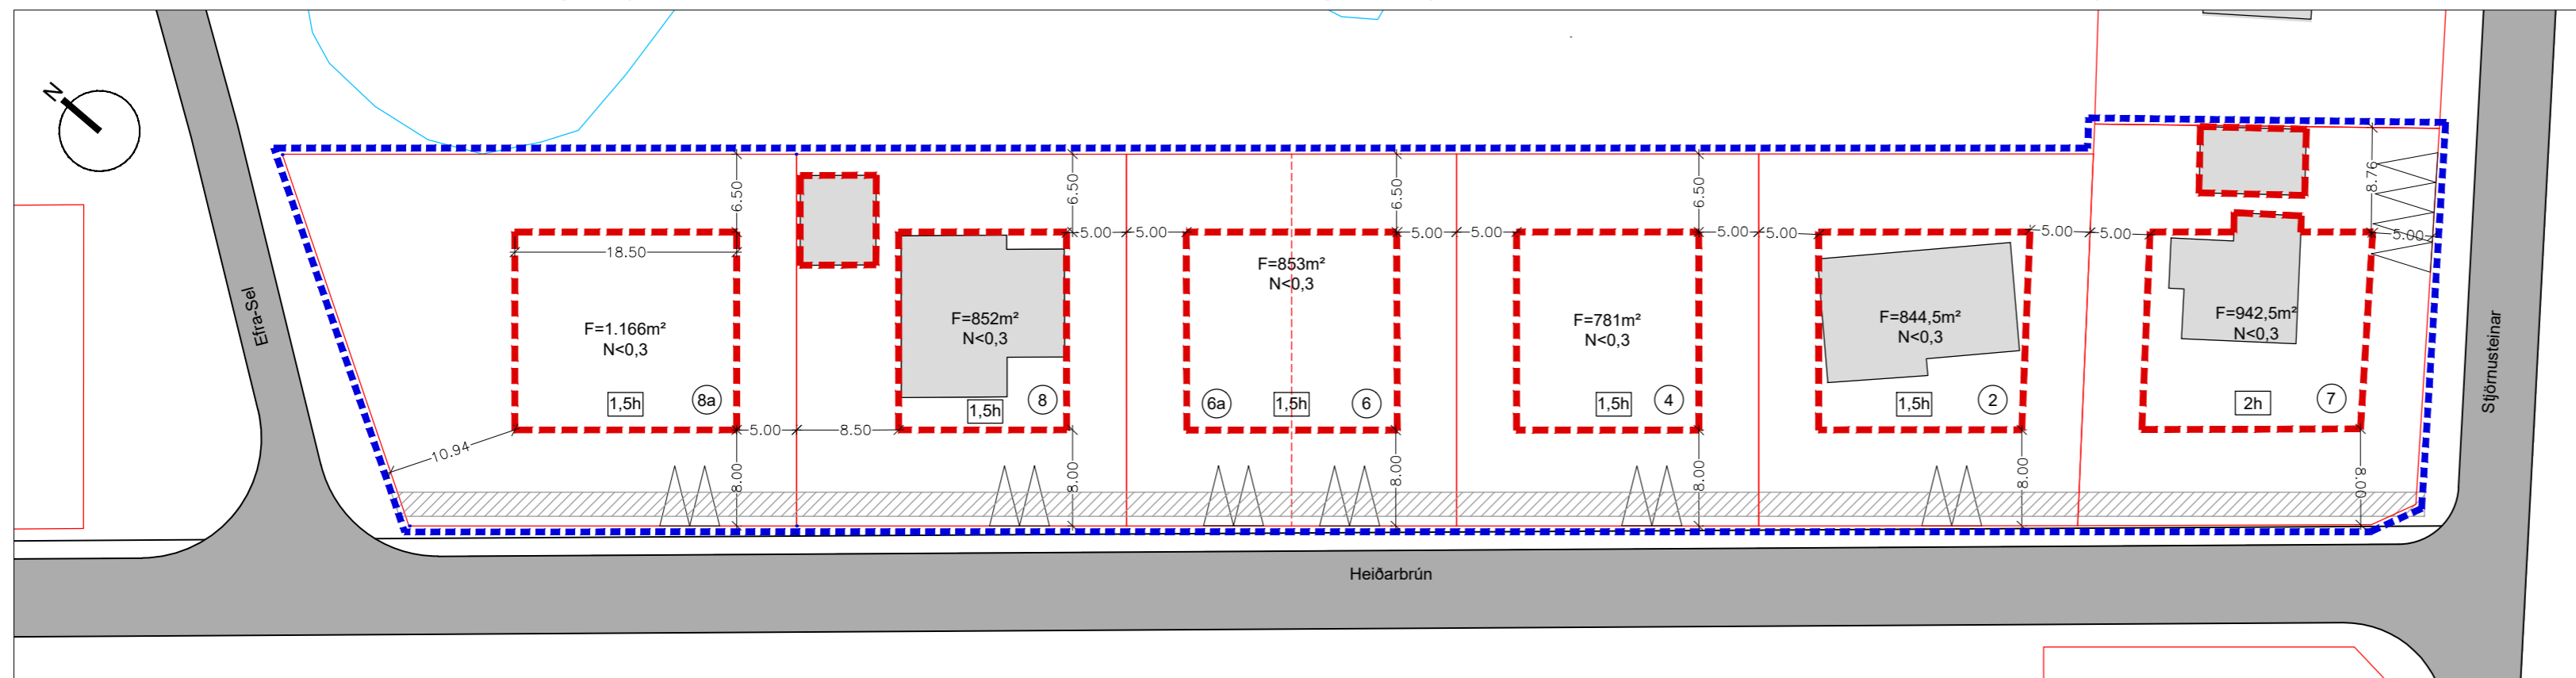 N
6.50
6.50
6.50
6.50
8.76
18.50
5.00
5.00
5.00
5.00
5.00
5.00
5.00
5.00
5.00
F=1.166m²
N<0,3
1,5h
8a
F=852m²
N<0,3
1,5h
8
F=853m²
N<0,3
6a
1,5h
6
F=781m²
N<0,3
1,5h
4
F=844,5m²
N<0,3
1,5h
2
F=942,5m²
N<0,3
2h
7
10.94
5.00
8.50
8.00
8.00
8.00
8.00
8.00
8.00
Efra-Sel
Stjörnusteinar
Heiðarbrún